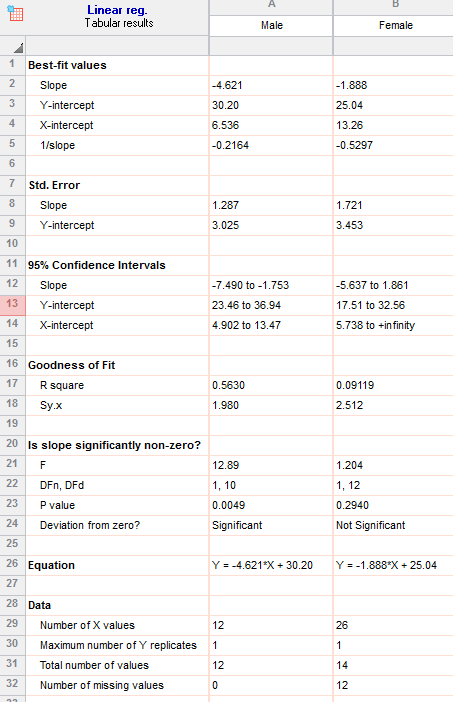 Linear reg.
Tabular results
A B
Male Female
1 Best-fit values
2 Slope -4.621 -1.888
3 Y-intercept 30.20 25.04
4 X-intercept 6.536 13.26
5 1/slope -0.2164 -0.5297
6
7 Std. Error
8 Slope 1.287 1.721
9 Y-intercept 3.025 3.453
10
11 95% Confidence Intervals
12 Slope -7.490 to -1.753 -5.637 to 1.861
13 Y-intercept 23.46 to 36.94 17.51 to 32.56
14 X-intercept 4.902 to 13.47 5.738 to +infinity
15
16 Goodness of Fit
17 R square 0.5630 0.09119
18 Sy.x 1.980 2.512
19
20 Is slope significantly non-zero?
21 F 12.89 1.204
22 DFn, DFd 1, 10 1, 12
23 P value 0.0049 0.2940
24 Deviation from zero? Significant Not Significant
25
26 Equation Y = -4.621*X + 30.20 Y = -1.888*X + 25.04
27
28 Data
29 Number of X values 12 26
30 Maximum number of Y replicates 1 1
31 Total number of values 12 14
32 Number of missing values 0 12